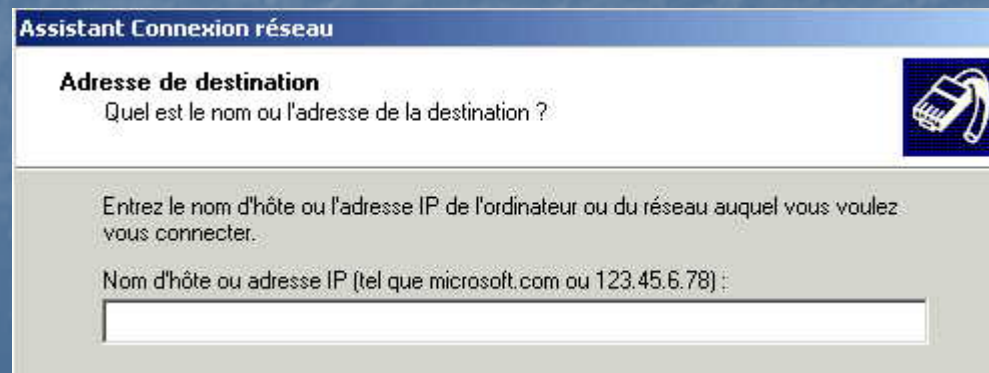 Assistant Connexion réseau
Adresse de destination
Quel est le nom ou l'adresse de la destination ?
Entrez le nom d'hôte ou l'adresse IP de l'ordinateur ou du réseau auquel vous voulez
vous connecter.
Nom d'hôte ou adresse IP (tel que microsoft.com ou 123.45.6.78) :